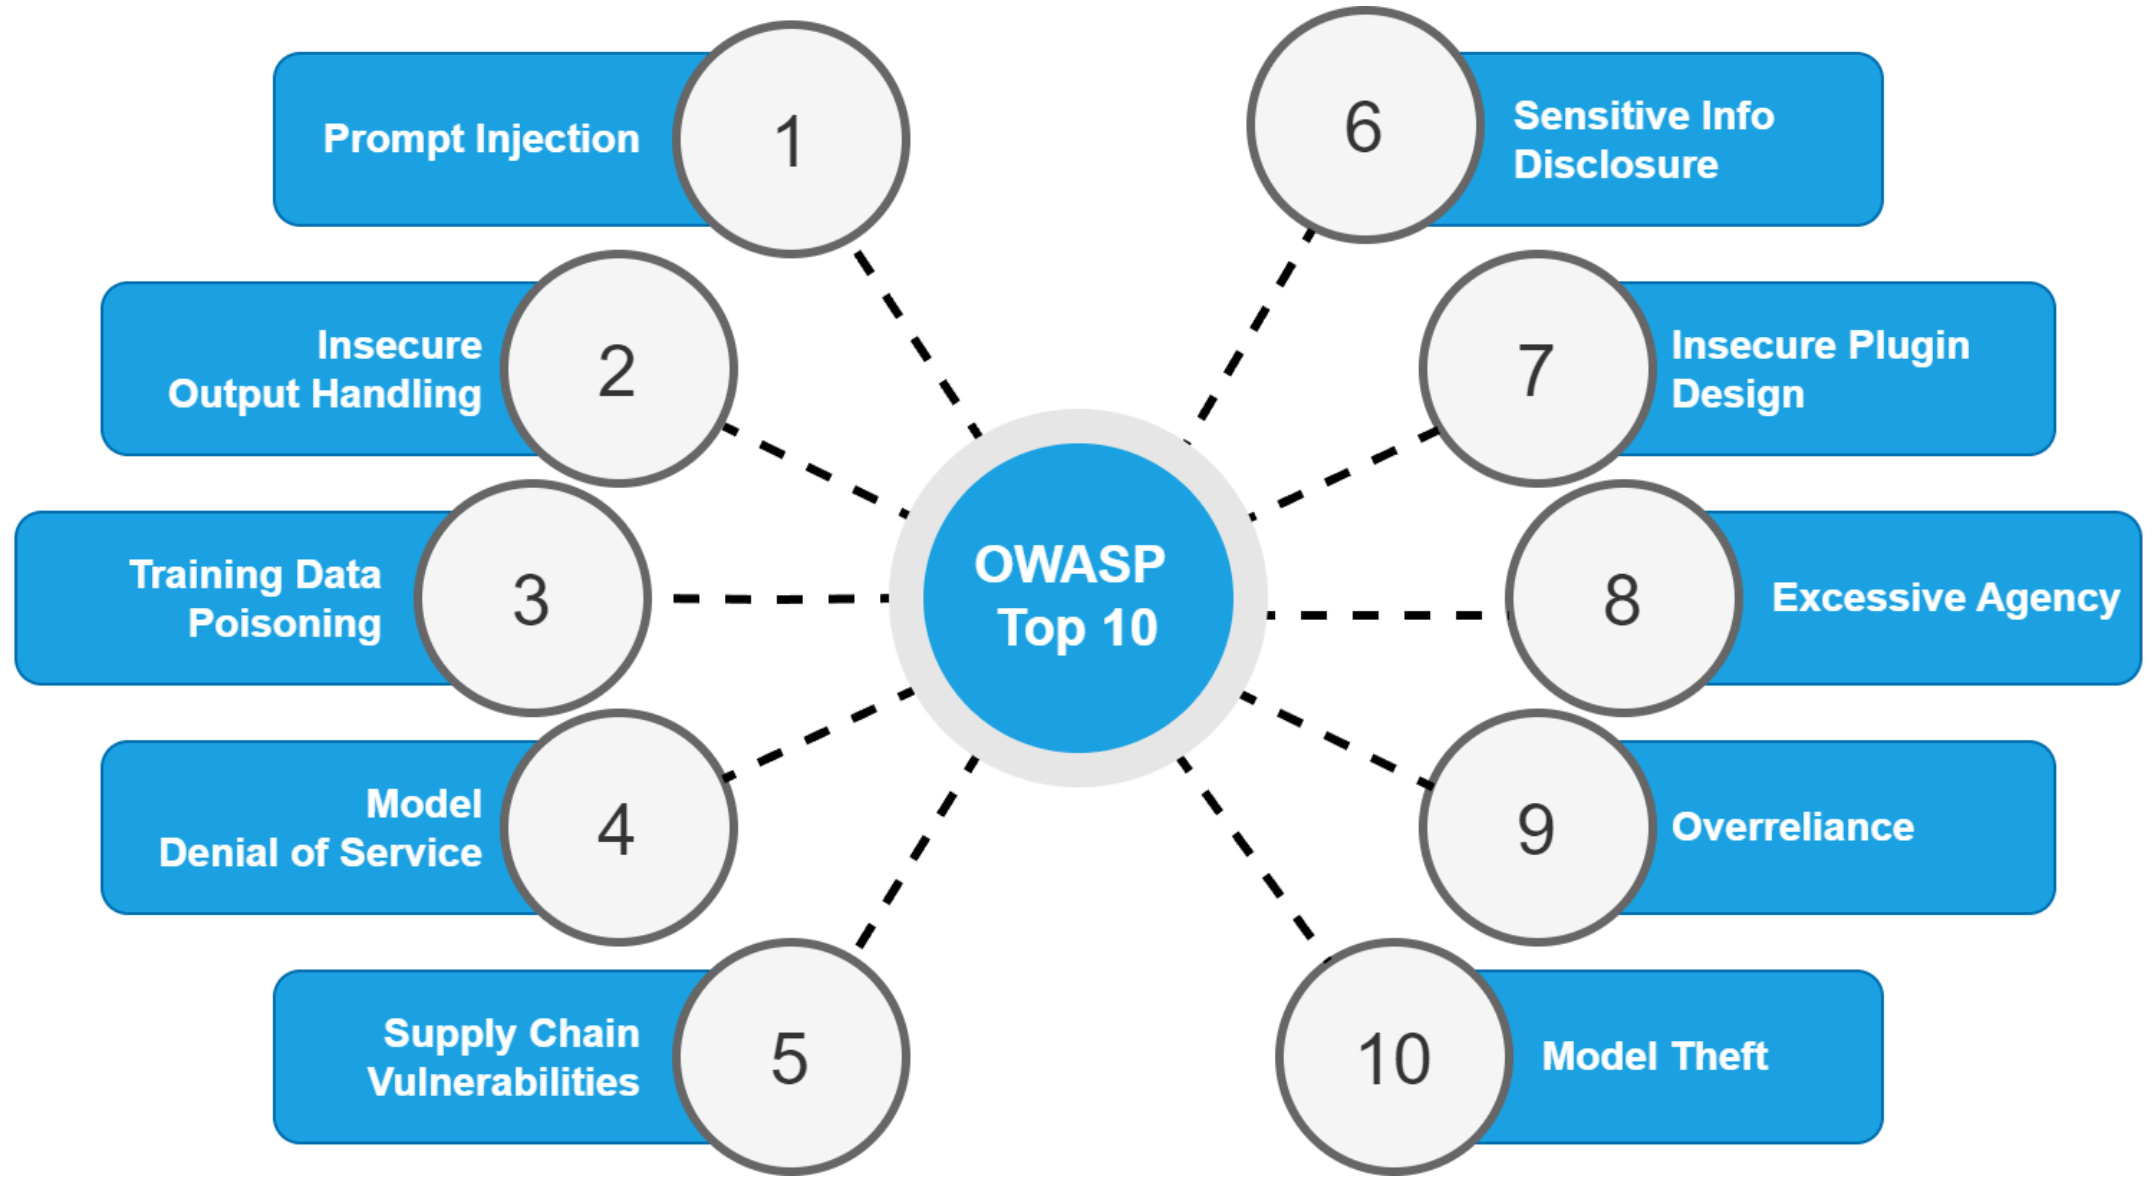 1
Prompt Injection
2
Insecure
Output Handling
3
Training Data
Poisoning
4
Model
Denial of Service
5
Supply Chain
Vulnerabilities
OWASP
Top 10
6
Sensitive Info
Disclosure
7
Insecure Plugin
Design
8
Excessive Agency
9
Overreliance
10
Model Theft